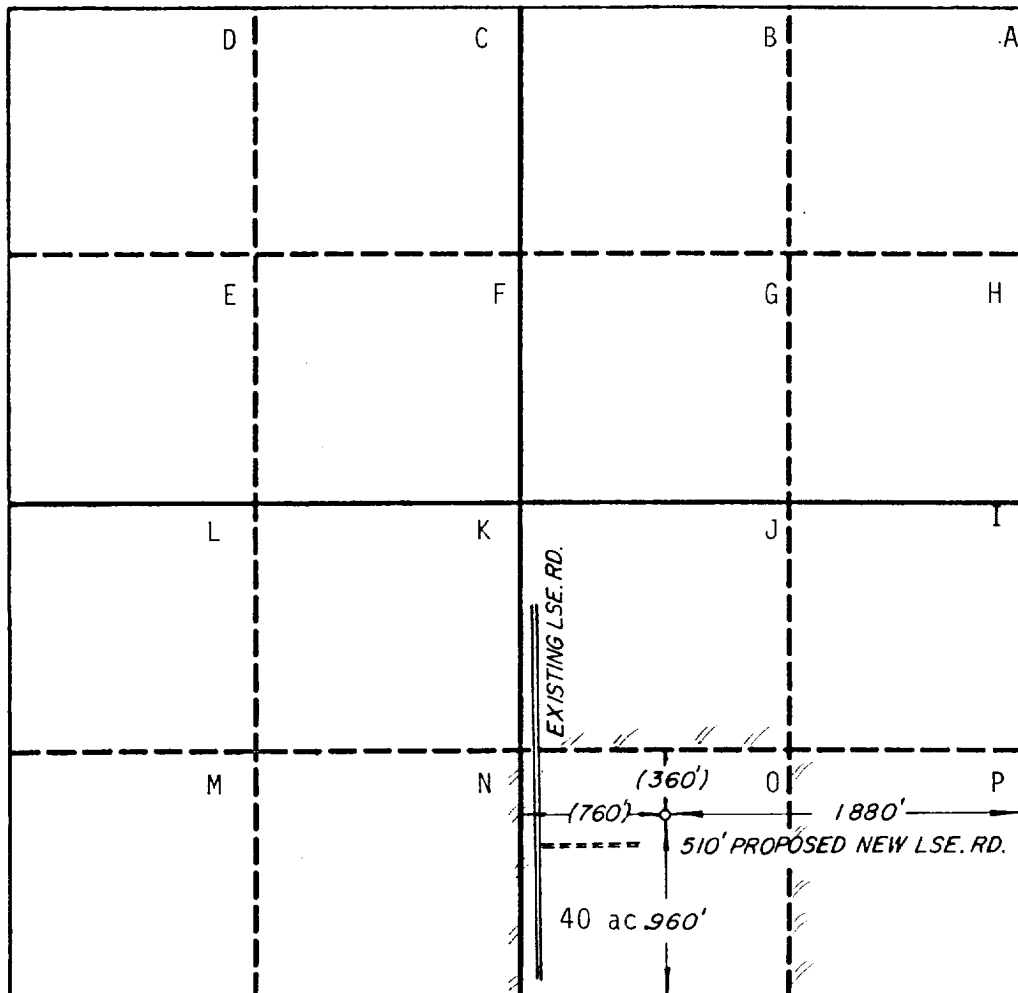 D C B A
E F G H
L K J I
EXISTING LSE. RD.
M N (360') O P
(760') 1880'
510' PROPOSED NEW LSE. RD.
40 ac. 960'